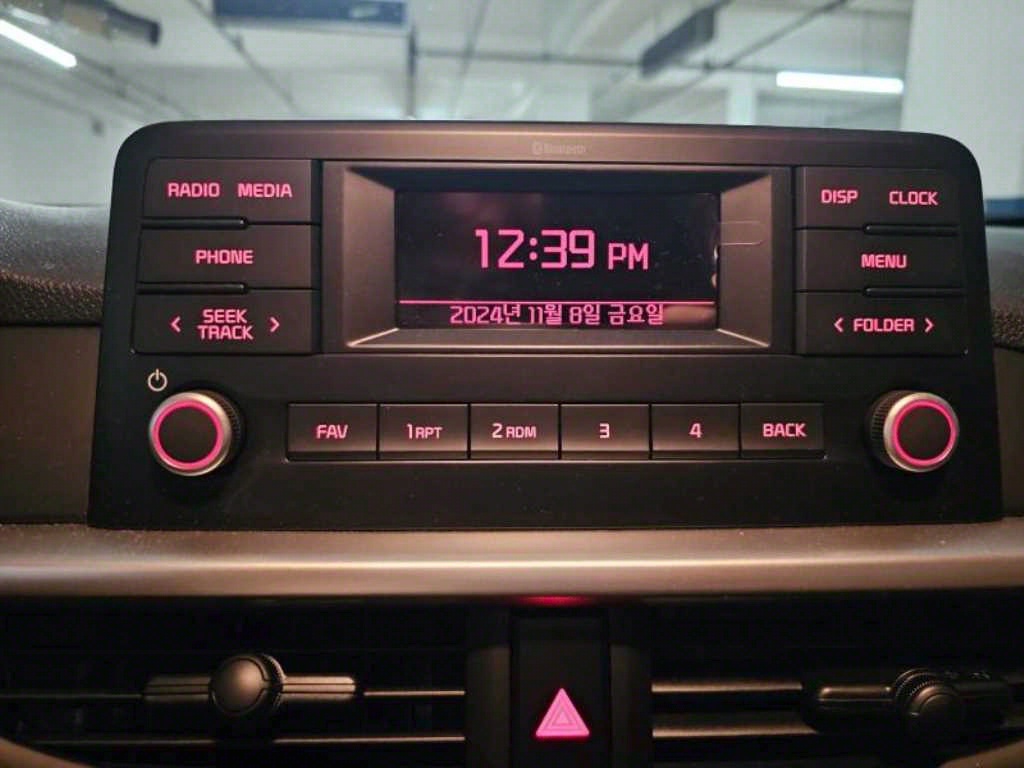 Bluetooth
RADIO MEDIA
PHONE
< SEEK TRACK >
12:39 PM
2024년 11월 8일 금요일
DISP CLOCK
MENU
< FOLDER >
FAV 1 RPT 2 RDM 3 4 BACK